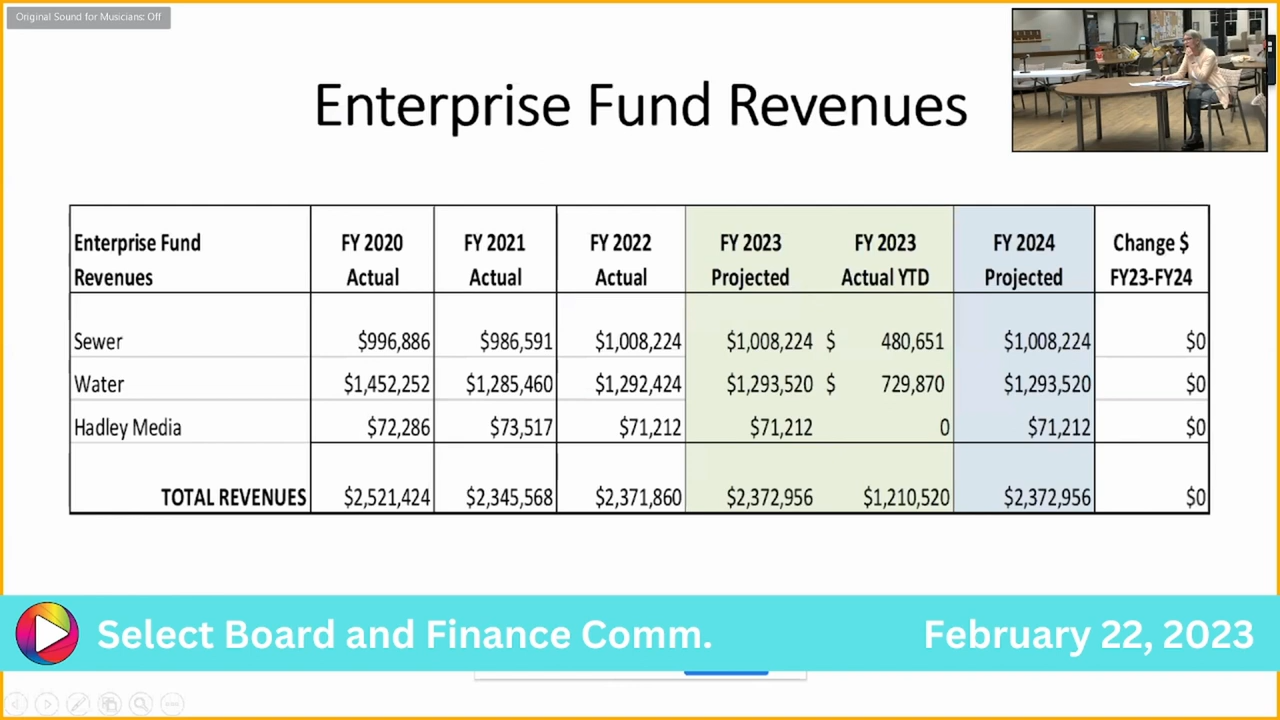 Original Sound for Musicians: Off
Enterprise Fund Revenues
Enterprise Fund Revenues FY 2020 Actual FY 2021 Actual FY 2022 Actual FY 2023 Projected FY 2023 Actual YTD FY 2024 Projected Change $ FY23-FY24
Sewer $996,886 $986,591 $1,008,224 $1,008,224 $ 480,651 $1,008,224 $0
Water $1,452,252 $1,285,460 $1,292,424 $1,293,520 $ 729,870 $1,293,520 $0
Hadley Media $72,286 $73,517 $71,212 $71,212 0 $71,212 $0
TOTAL REVENUES $2,521,424 $2,345,568 $2,371,860 $2,372,956 $1,210,520 $2,372,956 $0
Select Board and Finance Comm. February 22, 2023